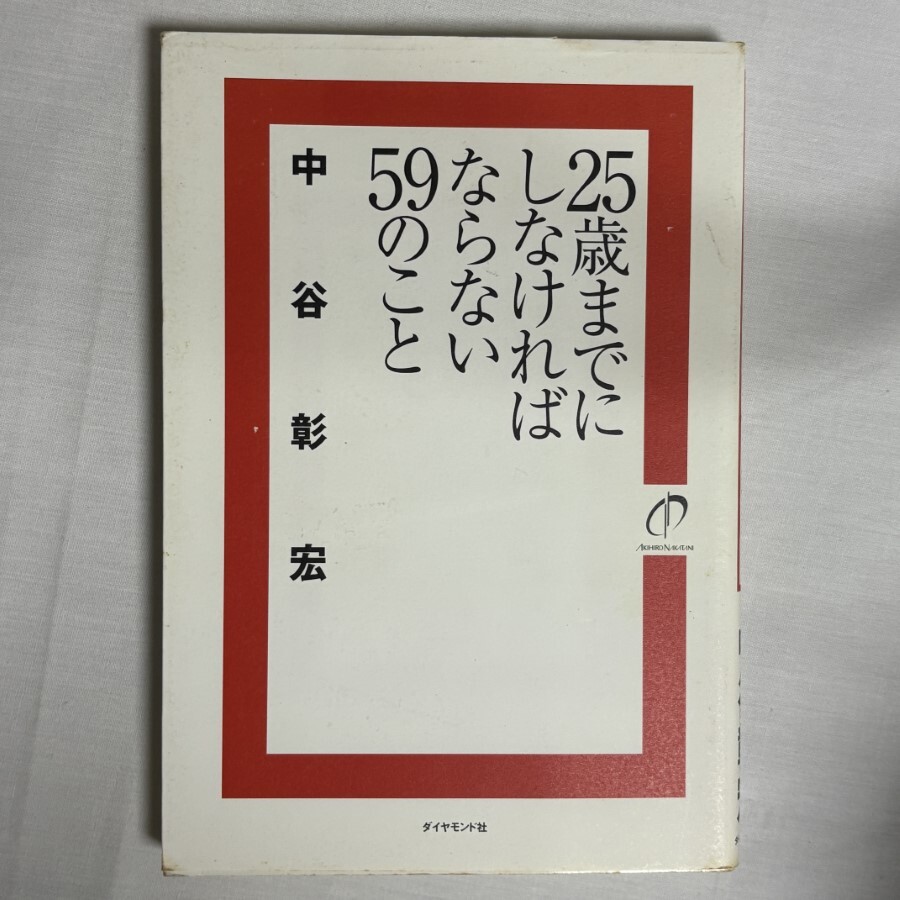 25歳までに
しなければ
ならない
59のこと
中谷彰宏
AKIHIRO NAKATANI
ダイヤモンド社